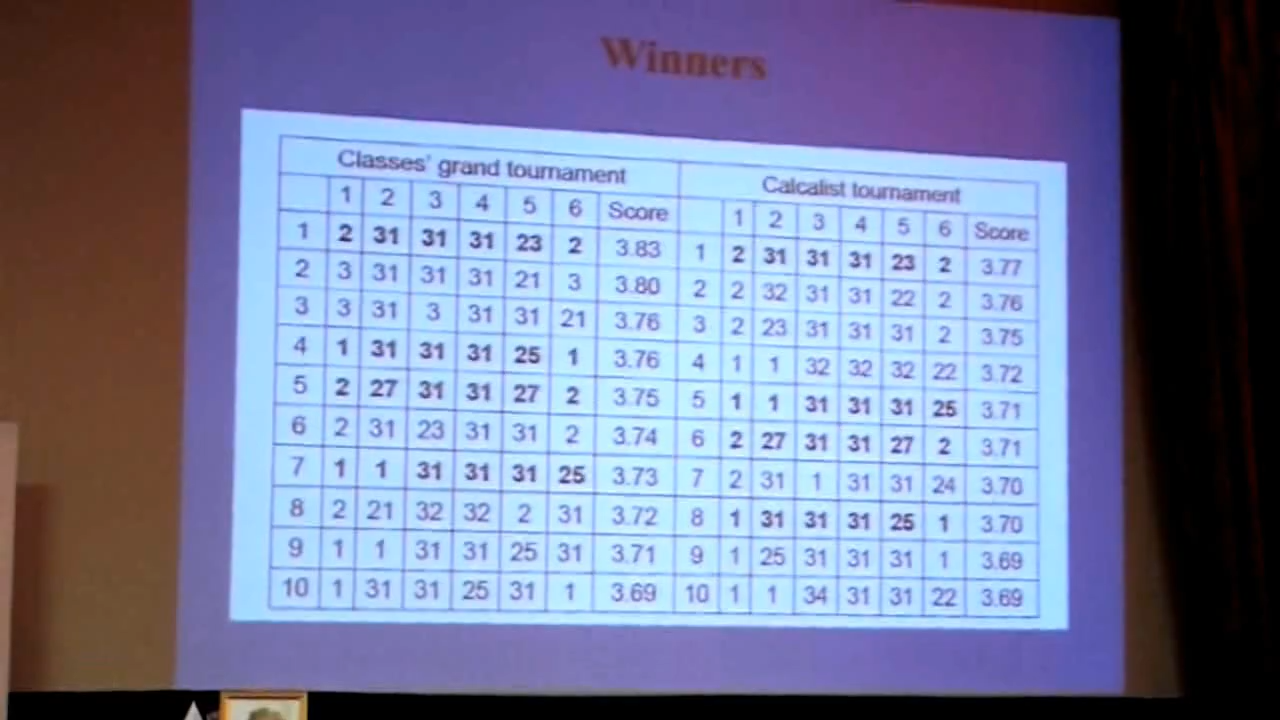 Winners
Classes' grand tournament Calcalist tournament
1 2 3 4 5 6 Score 1 2 3 4 5 6 Score
1 2 31 31 31 23 2 3.83 1 2 31 31 31 23 2 3.77
2 3 31 31 31 21 3 3.80 2 2 32 31 31 22 2 3.76
3 3 31 3 31 31 21 3.76 3 2 23 31 31 31 2 3.75
4 1 31 31 31 25 1 3.76 4 1 1 32 32 32 22 3.72
5 2 27 31 31 27 2 3.75 5 1 1 31 31 31 25 3.71
6 2 31 23 31 31 2 3.74 6 2 27 31 31 27 2 3.71
7 1 1 31 31 31 25 3.73 7 2 31 1 31 31 24 3.70
8 2 21 32 32 2 31 3.72 8 1 31 31 31 25 1 3.70
9 1 1 31 31 25 31 3.71 9 1 25 31 31 31 1 3.69
10 1 31 31 25 31 1 3.69 10 1 1 34 31 31 22 3.69